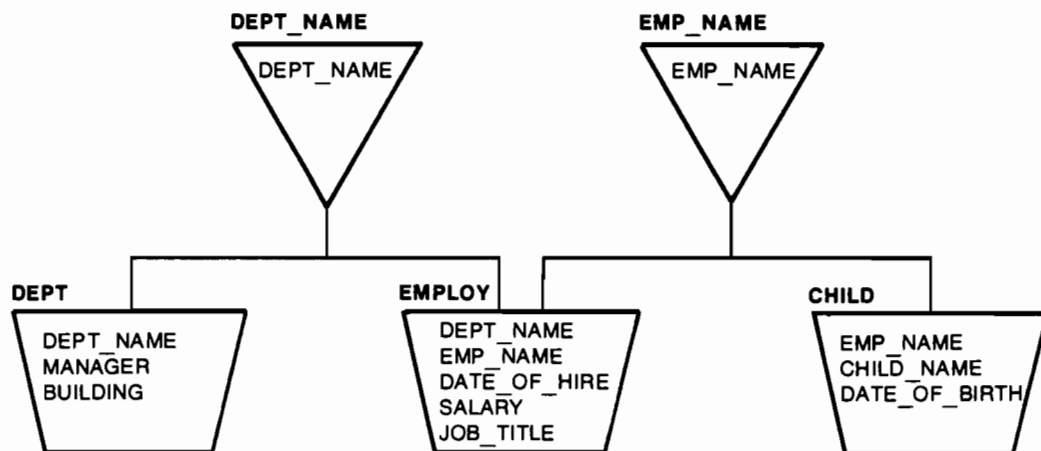 DEPT_NAME
DEPT_NAME
EMP_NAME
EMP_NAME
DEPT
DEPT_NAME
MANAGER
BUILDING
EMPLOY
DEPT_NAME
EMP_NAME
DATE_OF_HIRE
SALARY
JOB_TITLE
CHILD
EMP_NAME
CHILD_NAME
DATE_OF_BIRTH